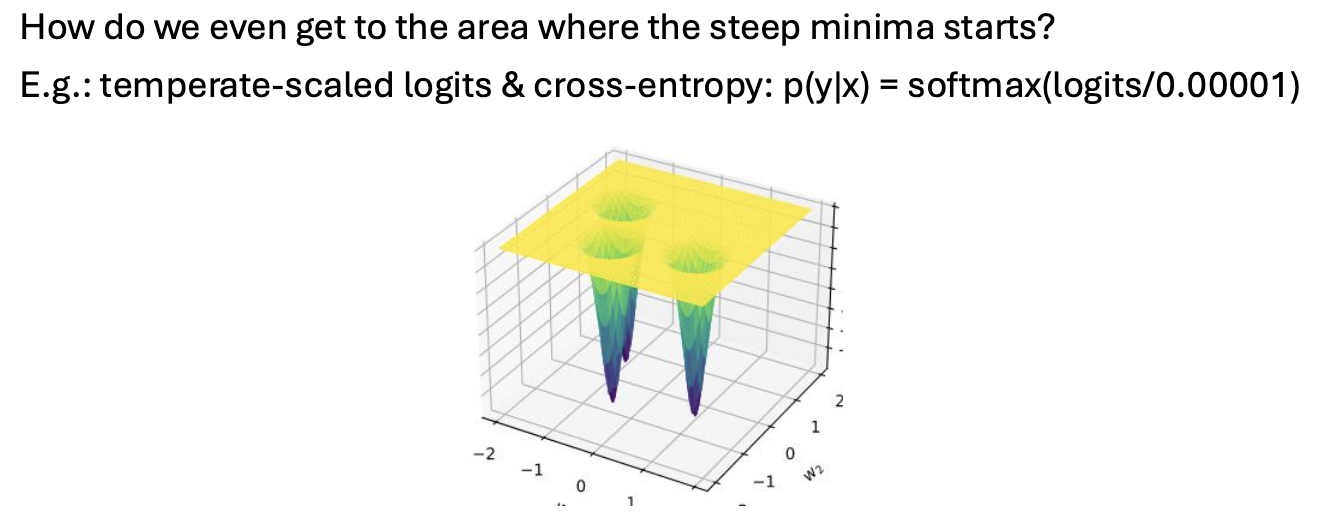 How do we even get to the area where the steep minima starts?
E.g.: temperate-scaled logits & cross-entropy: p(y|x) = softmax(logits/0.00001)
2
1
0
−1
w₂
−2
−1
0
1